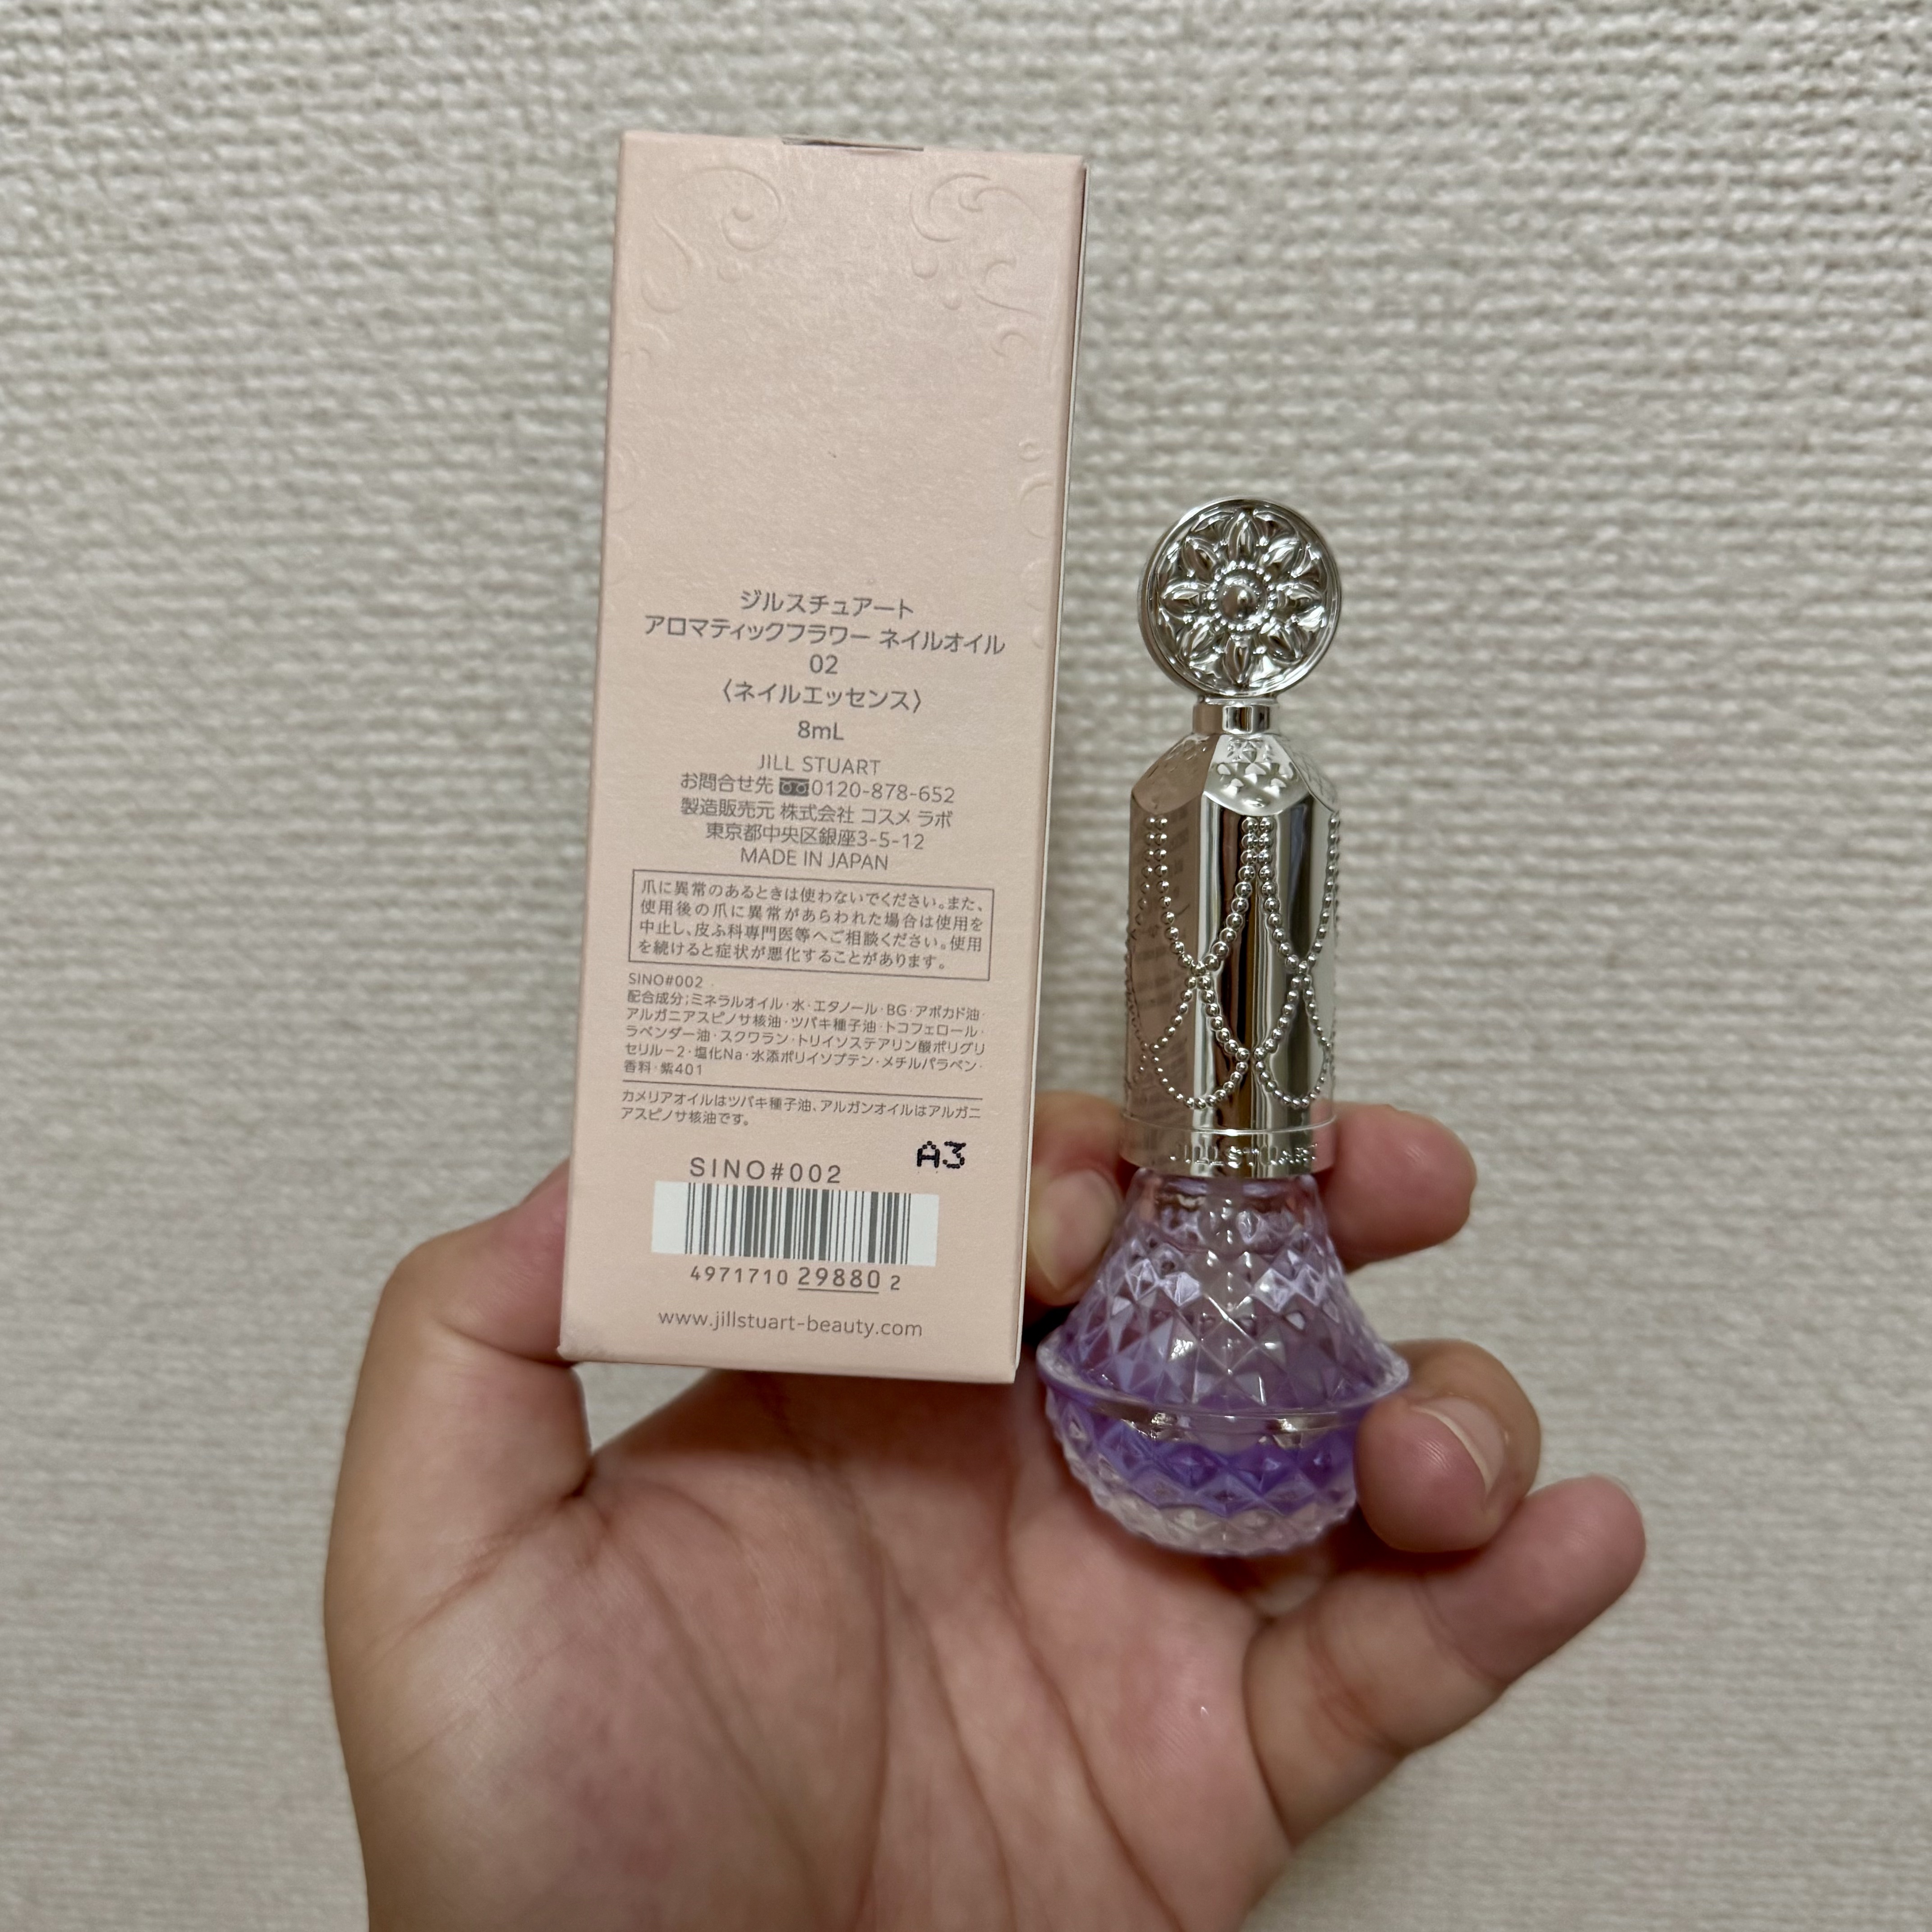 ジルスチュアート
アロマティックフラワー ネイルオイル
02
〈ネイルエッセンス〉
8mL
JILL STUART
お問合せ先 0120-878-652
製造販売元 株式会社 コスメ ラボ
東京都中央区銀座3-5-12
MADE IN JAPAN
爪に異常のあるときは使わないでください。また、
使用後の爪に異常があらわれた場合は使用を
中止し、皮ふ科専門医等へご相談ください。使用
を続けると症状が悪化することがあります。
SINO#002
配合成分;ミネラルオイル・水・エタノール・BG・アボカド油・
アルガニアスピノサ核油・ツバキ種子油・トコフェロール・
ラベンダー油・スクワラン・トリイソステアリン酸ポリグリ
セリル-2・塩化Na・水添ポリイソブテン・メチルパラベン・
香料・紫401
カメリアオイルはツバキ種子油、アルガンオイルはアルガニ
アスピノサ核油です。
A3
SINO#002
4971710 29880 2
www.jillstuart-beauty.com
JILL STUART